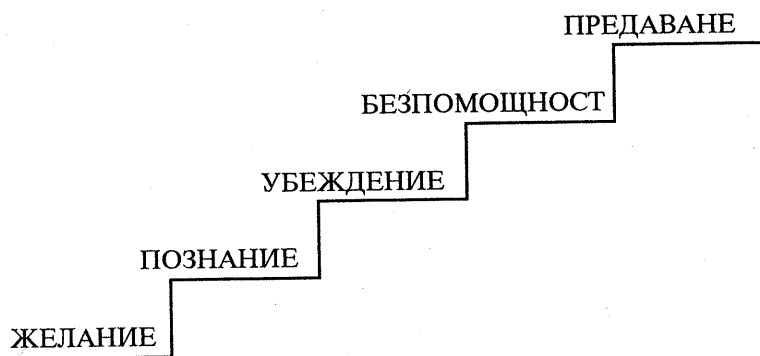 ПРЕДАВАНЕ
БЕЗПОМОЩНОСТ
УБЕЖДЕНИЕ
ПОЗНАНИЕ
ЖЕЛАНИЕ